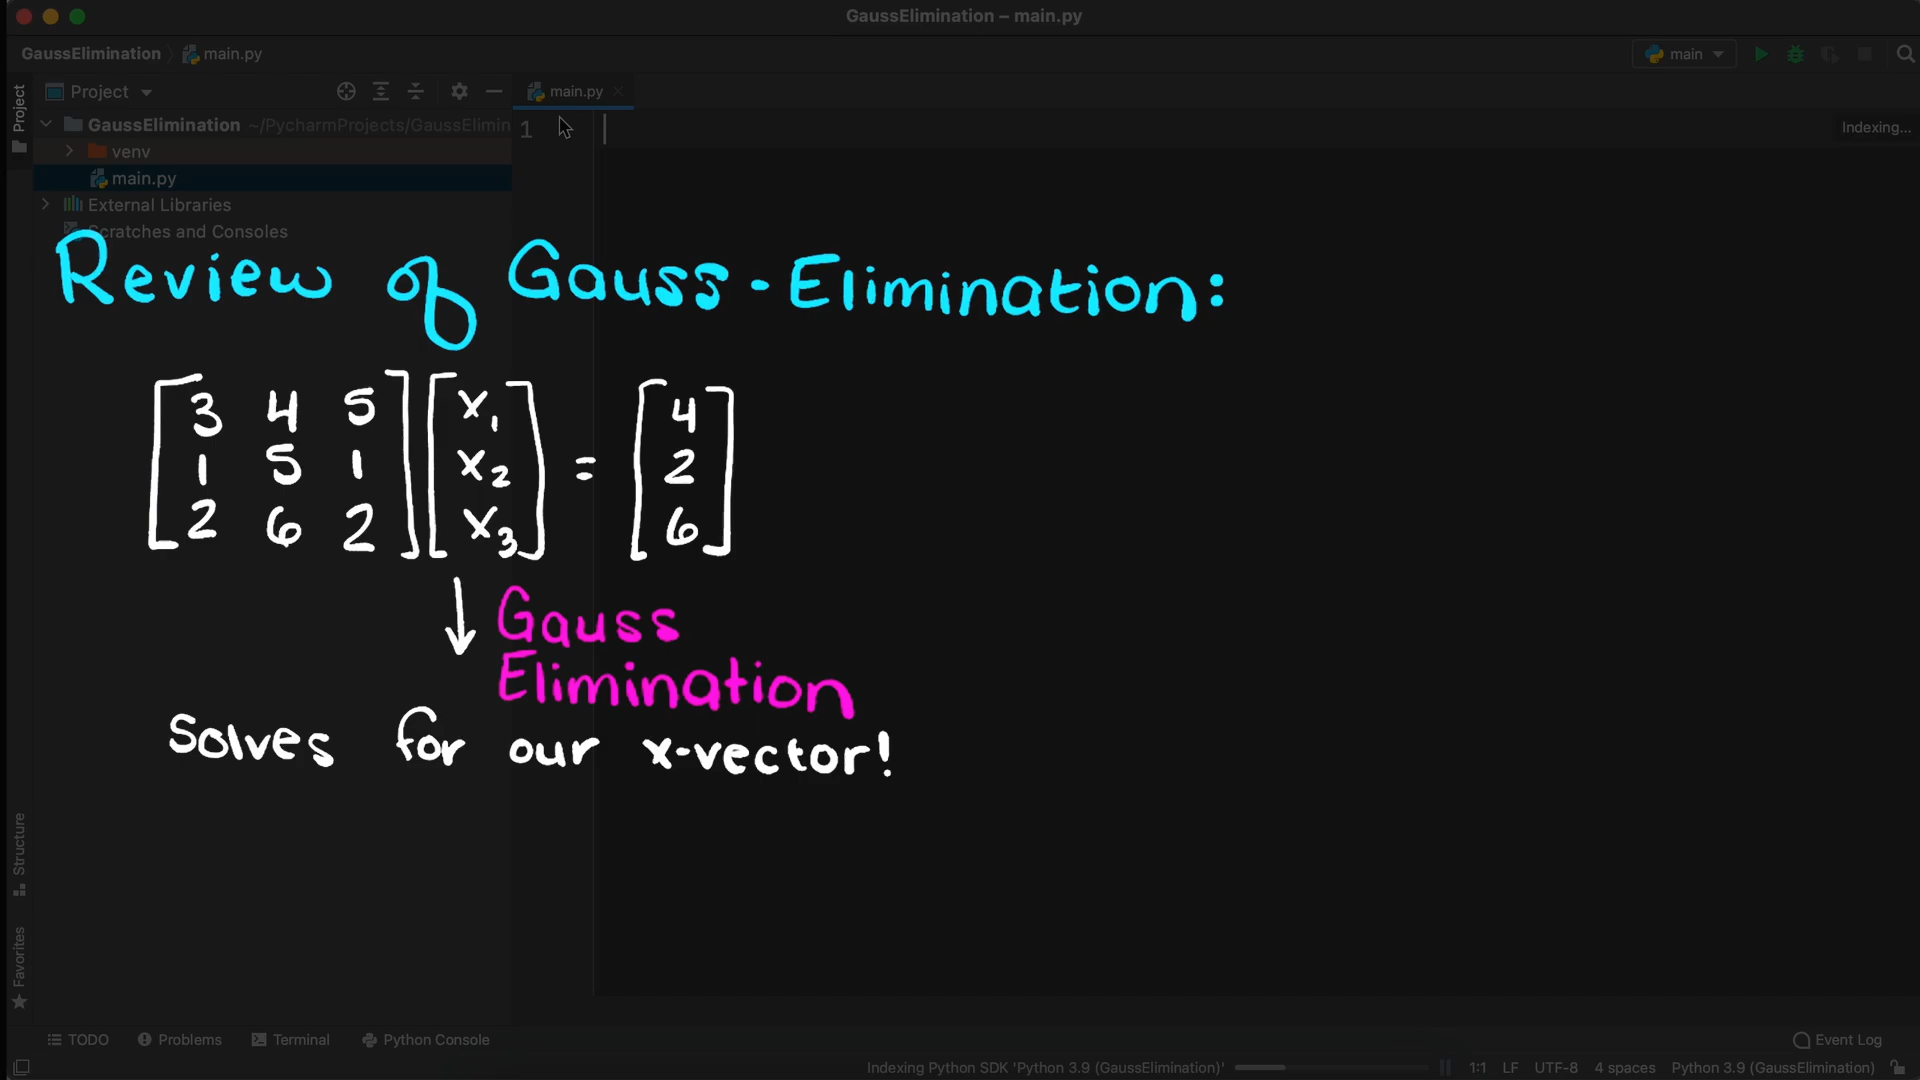 GaussElimination – main.py
GaussElimination main.py
main
Project
Project
main.py
GaussElimination ~/PycharmProjects/GaussElimin
1
Indexing...
venv
main.py
External Libraries
Scratches and Consoles
Review of Gauss-Elimination:
3 4 5 x₁ 4
1 5 1 x₂ = 2
2 6 2 x₃ 6
Gauss
Elimination
Solves for our x-vector!
Structure
Favorites
TODO Problems Terminal Python Console Event Log
Indexing Python SDK 'Python 3.9 (GaussElimination)' 1:1 LF UTF-8 4 spaces Python 3.9 (GaussElimination)